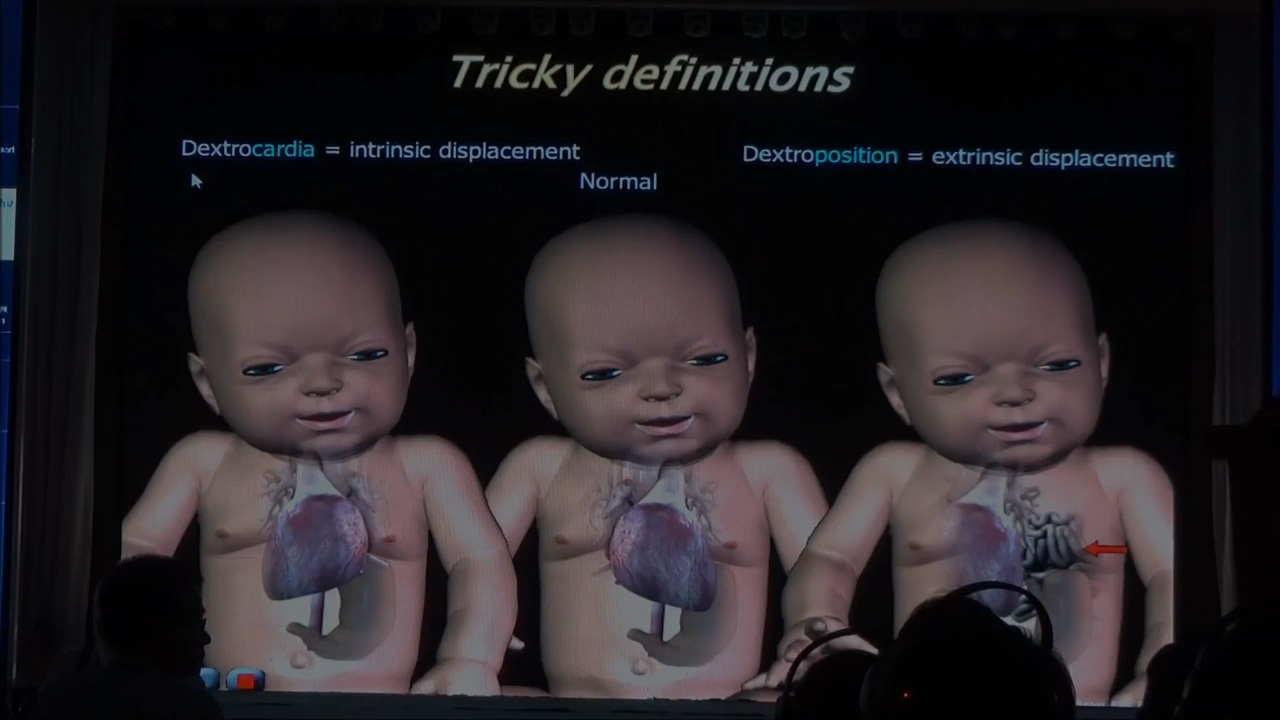 Tricky definitions
Dextrocardia = intrinsic displacement
Dextroposition = extrinsic displacement
Normal